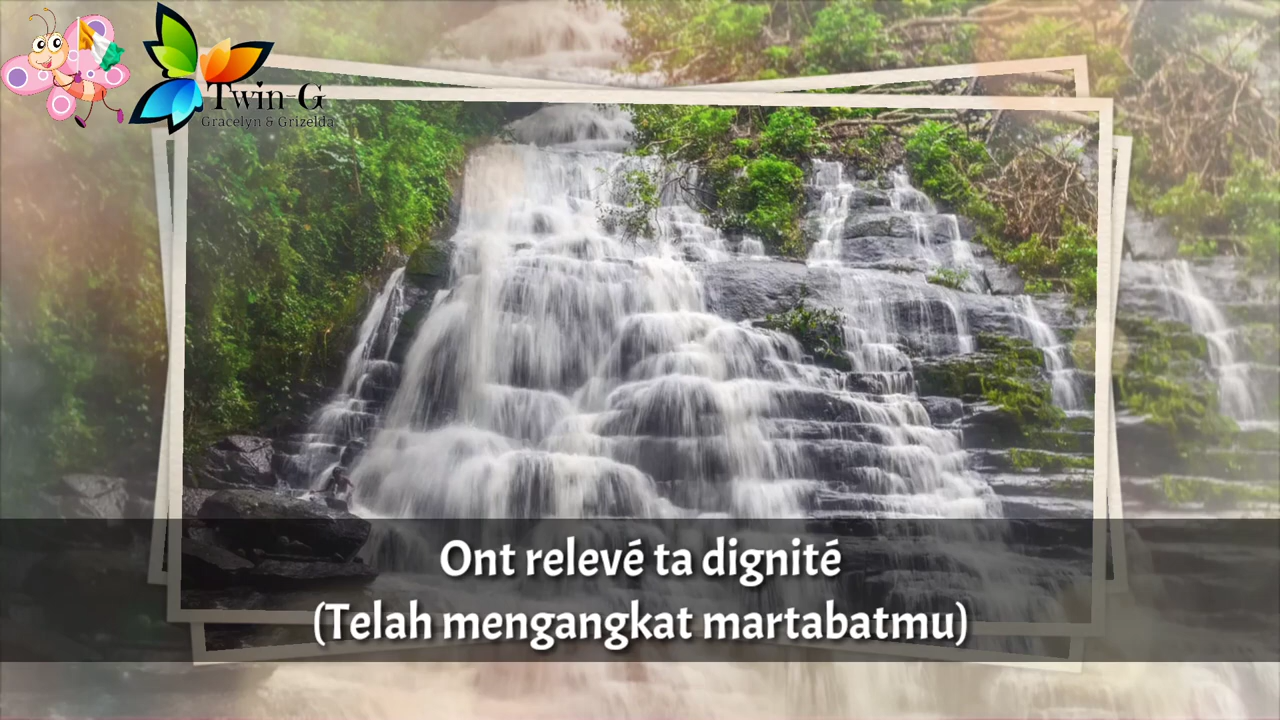 Twin-G
Gracelyn & Grizelda
Ont relevé ta dignité
(Telah mengangkat martabatmu)